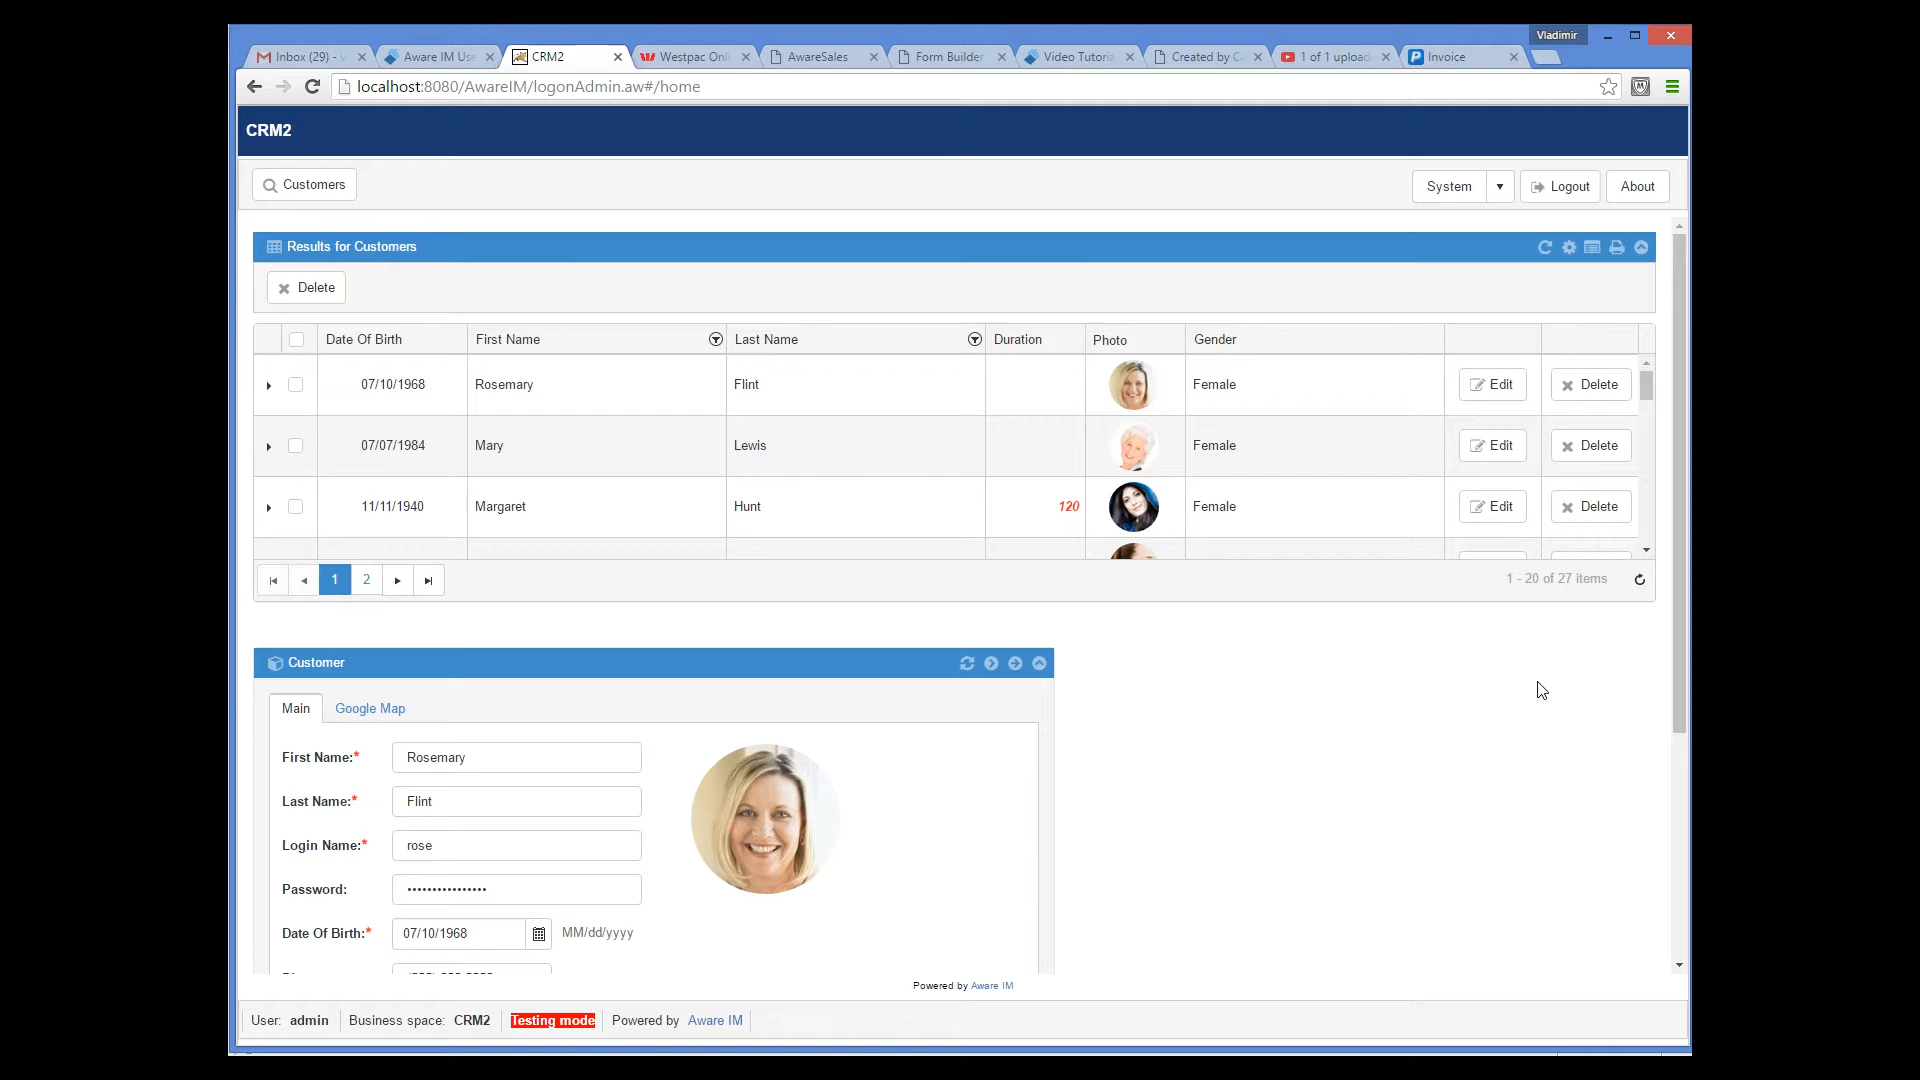 Vladimir
Inbox (29) - v
Aware IM Use
CRM2
Westpac Onli
AwareSales
Form Builder
Video Tutoria
Created by Ca
1 of 1 upload
Invoice
localhost:8080/AwareIM/logonAdmin.aw#/home
CRM2
Customers
System
Logout
About
Results for Customers
Delete
Date Of Birth First Name Last Name Duration Photo Gender
07/10/1968 Rosemary Flint Female Edit Delete
07/07/1984 Mary Lewis Female Edit Delete
11/11/1940 Margaret Hunt 120 Female Edit Delete
1 2 1 - 20 of 27 items
Customer
Main Google Map
First Name:* Rosemary
Last Name:* Flint
Login Name:* rose
Password: ••••••••••••••••
Date Of Birth:* 07/10/1968 MM/dd/yyyy
Powered by Aware IM
User: admin Business space: CRM2 Testing mode Powered by Aware IM